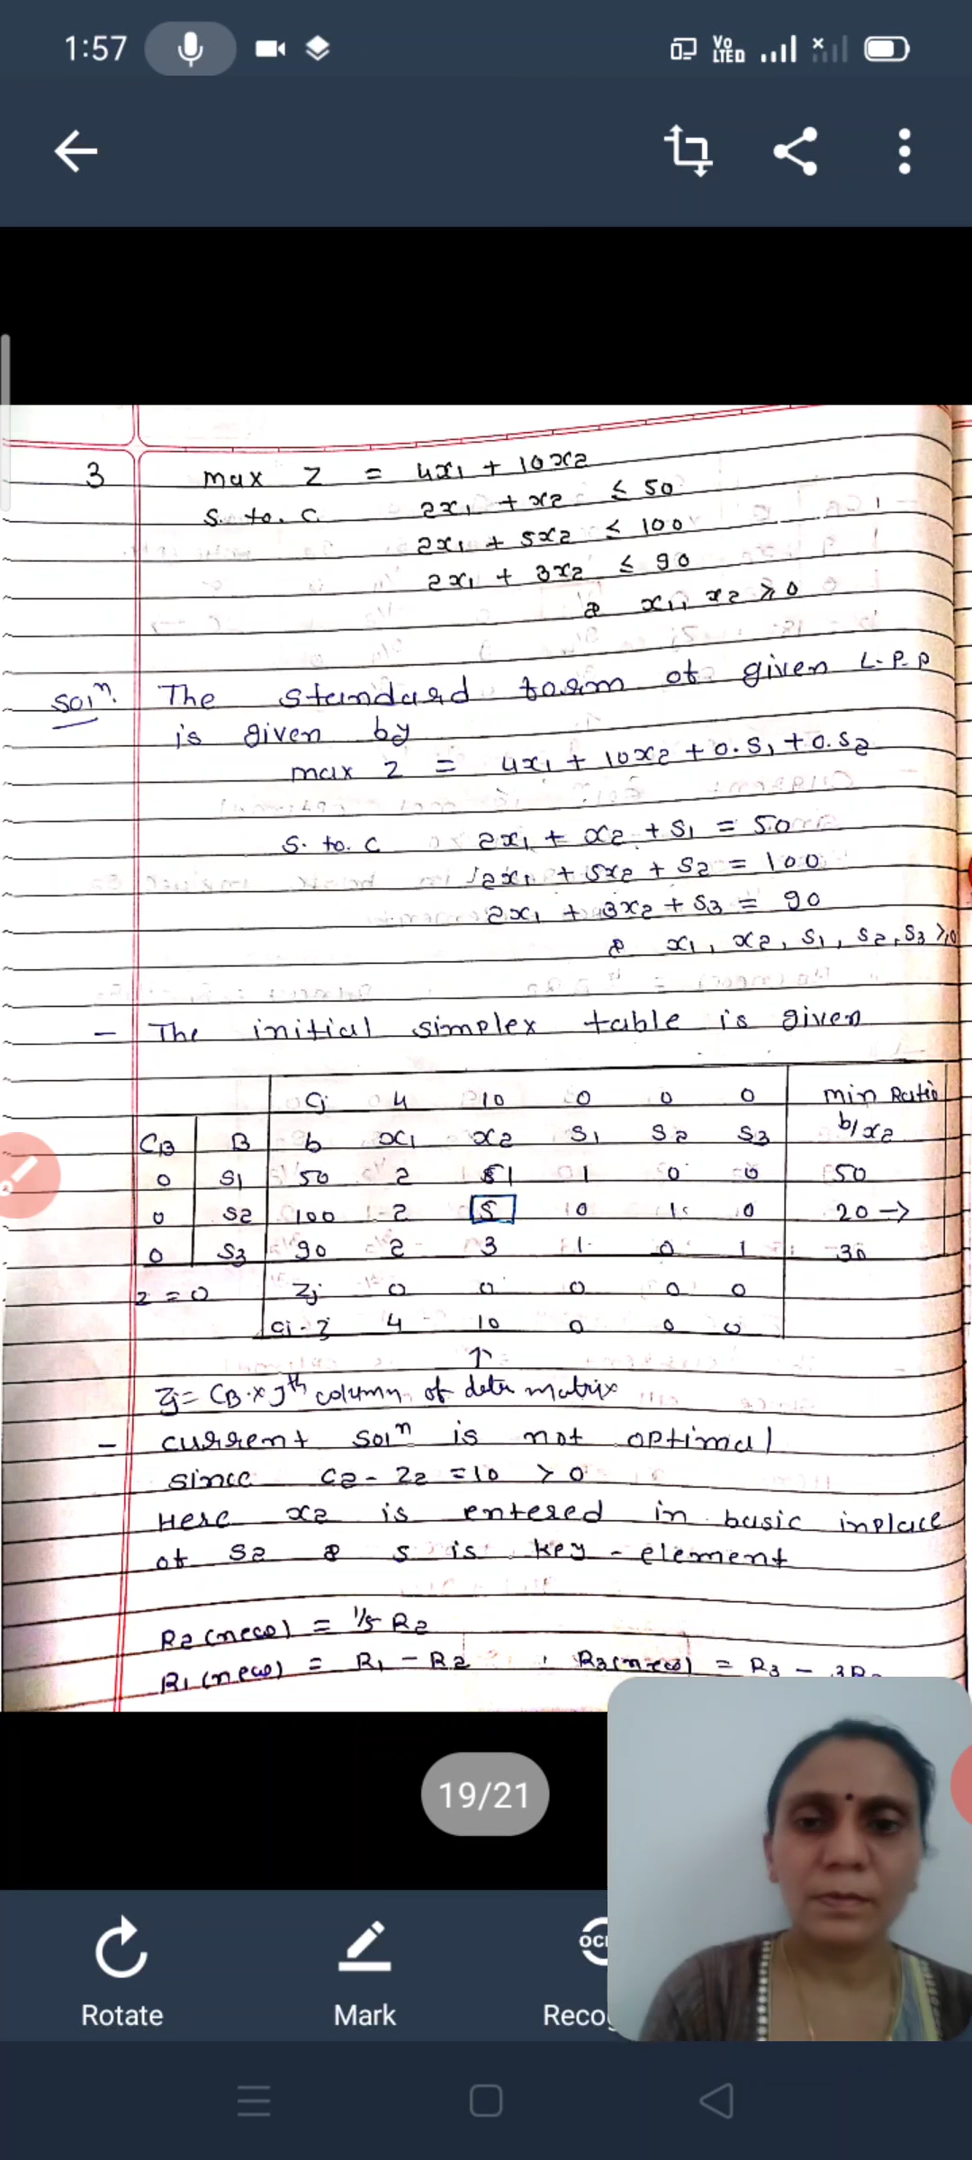 1:57
Vo LTED
3 max Z = 4x1 + 10x2
S. to. C. 2x1 + x2 ≤ 50
2x1 + 5x2 ≤ 100
2x1 + 3x2 ≤ 90
& x1, x2 ≥ 0
Soln. The standard form of given L.P.P
is given by
max Z = 4x1 + 10x2 + 0.S1 + 0.S2
S. to. C 2x1 + x2 + S1 = 50
2x1 + 5x2 + S2 = 100
2x1 + 3x2 + S3 = 90
& x1, x2, S1, S2, S3 ≥ 0
- The initial simplex table is given
Cj 4 10 0 0 0 min Ratio
CB B b x1 x2 S1 S2 S3 b/x2
0 S1 50 2 1 1 0 0 50
0 S2 100 2 5 0 1 0 20 →
0 S3 90 2 3 1 0 1 30
z = 0 Zj 0 0 0 0 0
Cj-Zj 4 10 0 0 0
↑
Zj = CB × Jth column of data matrix
- current soln is not optimal
since C2 - Z2 = 10 > 0
Here x2 is entered in basic inplace
of S2 & 5 is key-element
R2 (new) = 1/5 R2
R1 (new) = R1 - R2 , R3 (new) = R3 -
19/21
Rotate Mark Reco